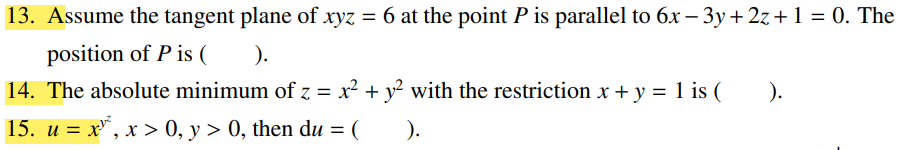 13. Assume the tangent plane of xyz = 6 at the point P is parallel to 6x − 3y + 2z + 1 = 0. The
position of P is (      ).
14. The absolute minimum of z = x² + y² with the restriction x + y = 1 is (      ).
15. u = x^{y^z}, x > 0, y > 0, then du = (      ).